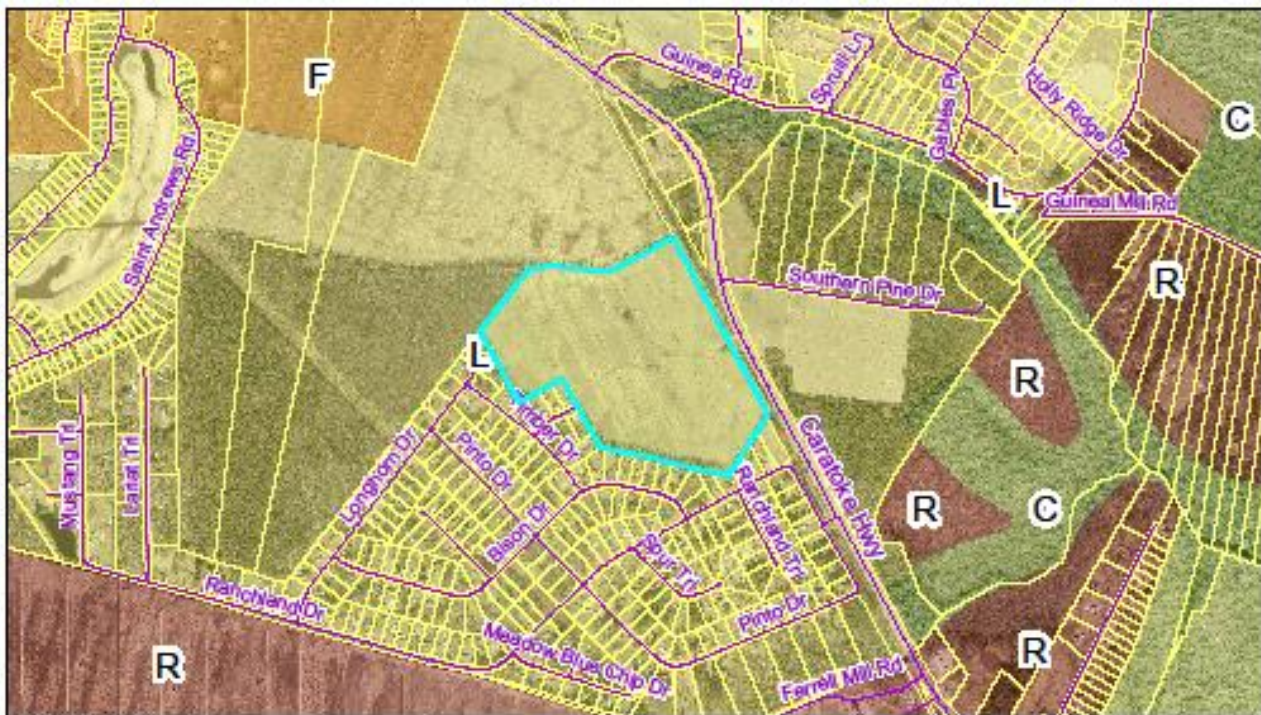 F
Guinea Rd
Spruill Ln
Gables Pl
Holly Ridge Dr
C
L
Guinea Mill Rd
Saint Andrews Rd
Southern Pine Dr
R
L
R
Mustang Trl
Lariat Trl
Longhorn Dr
Timber Dr
Pinto Dr
Bison Dr
Ranchland Trl
Caratoke Hwy
R
C
Spur Trl
Ranchland Dr
Pinto Dr
Meadow Blue Chip Dr
Ferrell Mill Rd
R
R